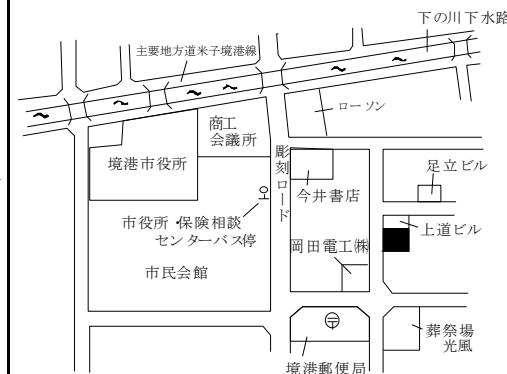 下の川下水路
主要地方道米子境港線
ローソン
商工
会議所
境港市役所
彫刻ロード
今井書店
足立ビル
市役所・保険相談
センターバス停
上道ビル
岡田電工㈱
市民会館
葬祭場
光風
境港郵便局